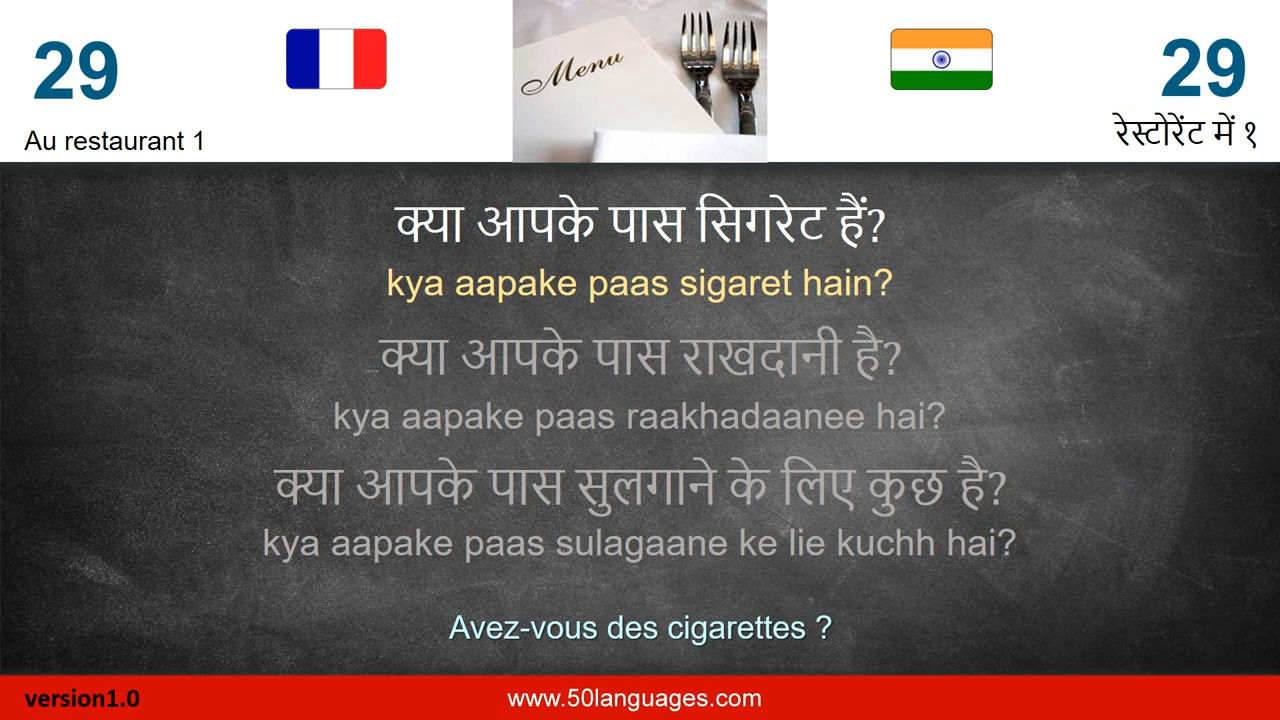 29
29
Menu
Au restaurant 1
रेस्टोरेंट में १
क्या आपके पास सिगरेट हैं?
kya aapake paas sigaret hain?
क्या आपके पास राखदानी है?
kya aapake paas raakhadaanee hai?
क्या आपके पास सुलगाने के लिए कुछ है?
kya aapake paas sulagaane ke lie kuchh hai?
Avez-vous des cigarettes ?
version1.0
www.50languages.com